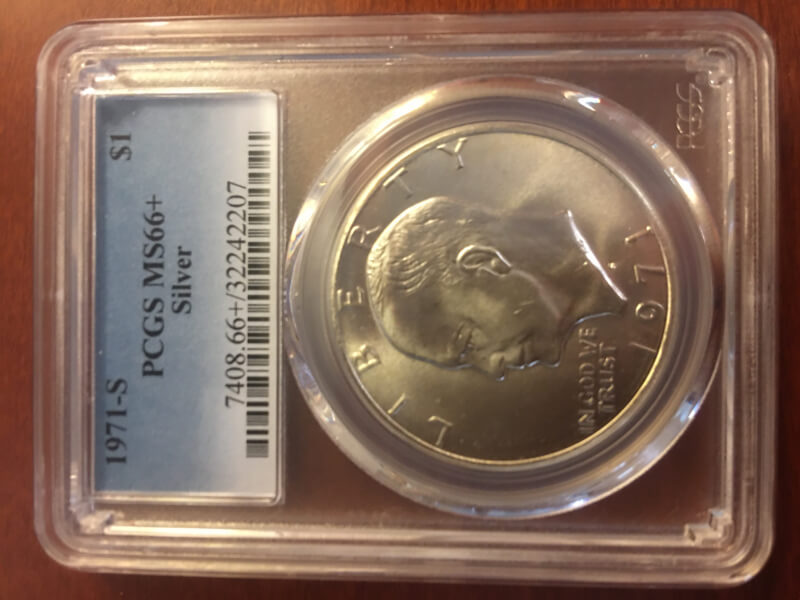 1971-S $1
PCGS MS66+
Silver
7408.66+/32242207
LIBERTY
IN GOD WE
TRUST
1971
PCGS